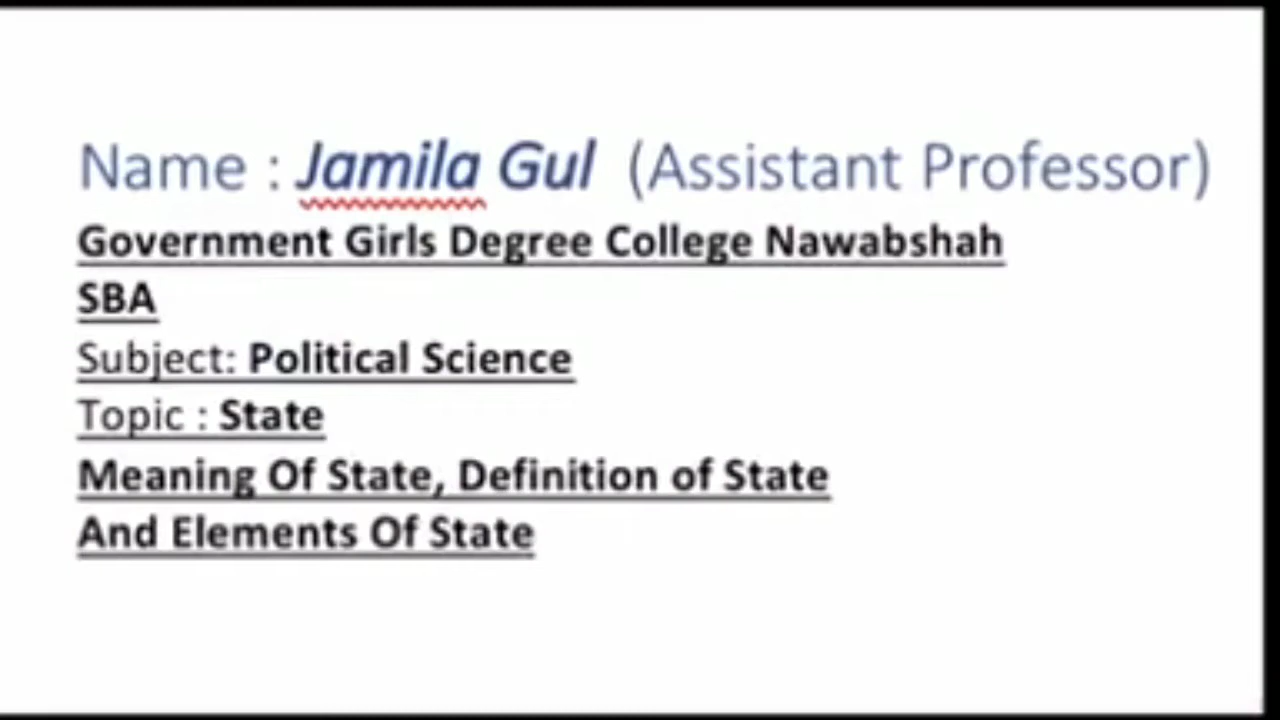 Name : Jamila Gul (Assistant Professor)
Government Girls Degree College Nawabshah
SBA
Subject: Political Science
Topic : State
Meaning Of State, Definition of State
And Elements Of State